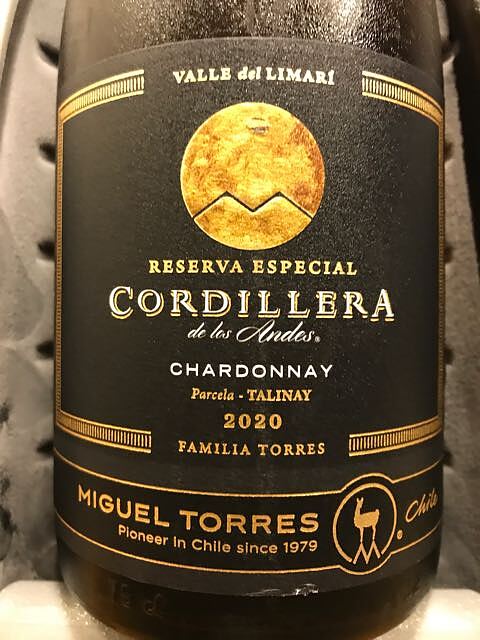 VALLE del LIMARÍ
RESERVA ESPECIAL
CORDILLERA
de los Andes®
CHARDONNAY
Parcela - TALINAY
2020
FAMILIA TORRES
MIGUEL TORRES ® Chile
Pioneer in Chile since 1979